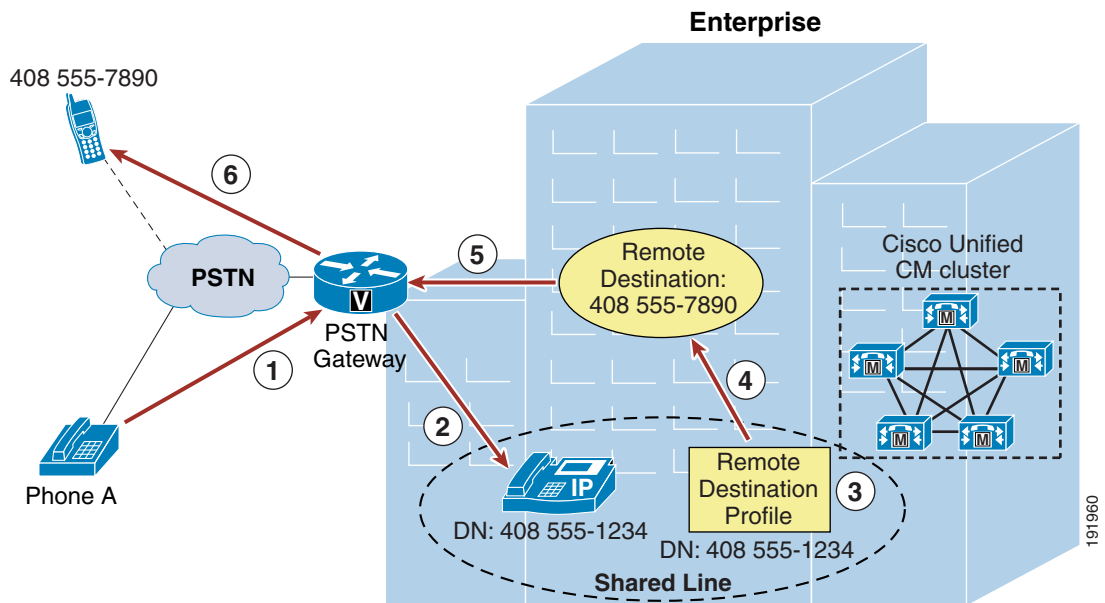 Enterprise
408 555-7890
6
PSTN
V
PSTN
Gateway
5
Remote
Destination:
408 555-7890
Cisco Unified
CM cluster
M
M
M
M
M
1
2
4
Phone A
IP
DN: 408 555-1234
Remote
Destination
Profile
3
DN: 408 555-1234
Shared Line
191960